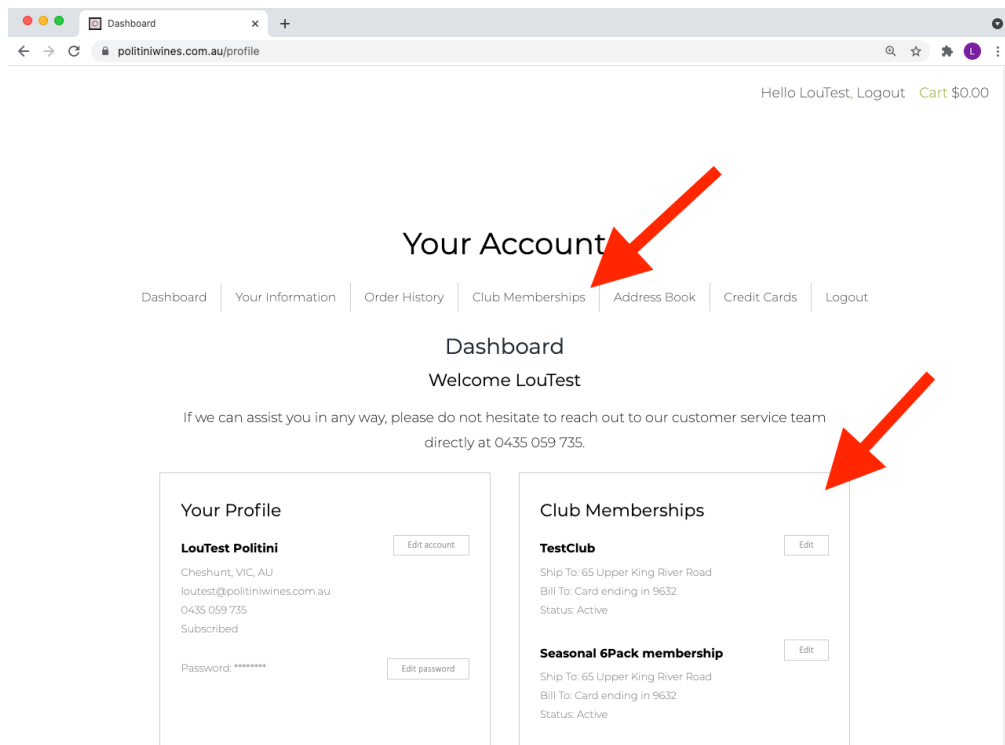 Dashboard
politiniwines.com.au/profile
L
Hello LouTest, Logout Cart $0.00
Your Account
Dashboard Your Information Order History Club Memberships Address Book Credit Cards Logout
Dashboard
Welcome LouTest
If we can assist you in any way, please do not hesitate to reach out to our customer service team
directly at 0435 059 735.
Your Profile
LouTest Politini
Edit account
Cheshunt, VIC, AU
loutest@politiniwines.com.au
0435 059 735
Subscribed
Password: ********
Edit password
Club Memberships
TestClub
Edit
Ship To: 65 Upper King River Road
Bill To: Card ending in 9632
Status: Active
Seasonal 6Pack membership
Edit
Ship To: 65 Upper King River Road
Bill To: Card ending in 9632
Status: Active